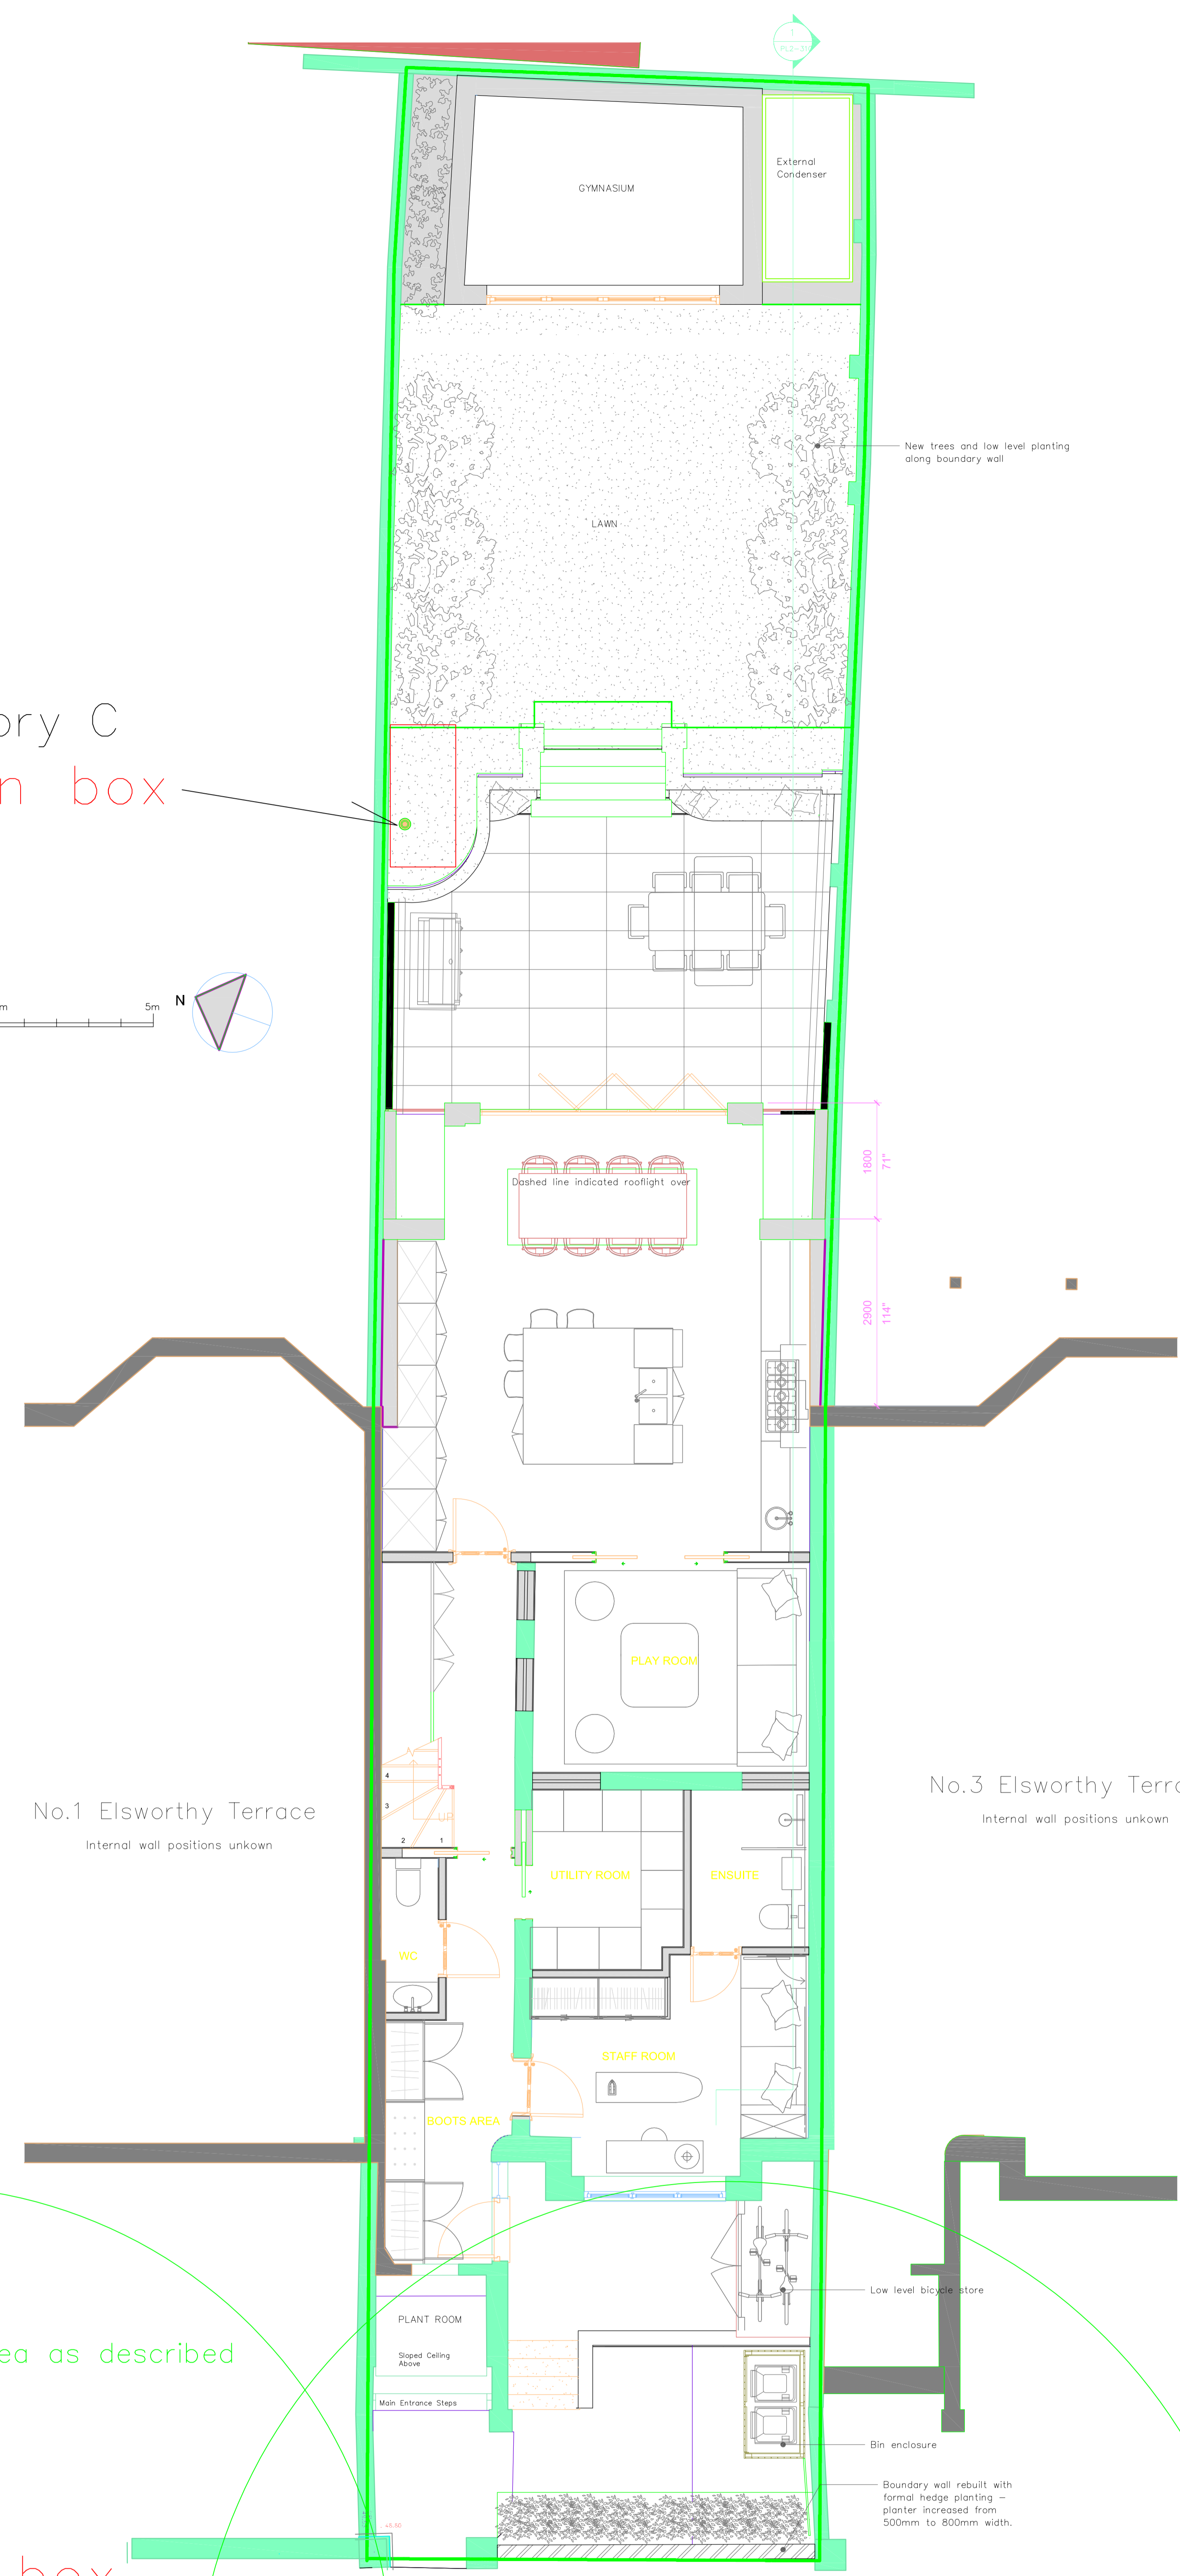 1
GYMNASIUM
External
Condenser
New trees and low level planting
along boundary wall
LAWN
ory C
n box
m
5m
N
1800
71"
Dashed line indicated rooflight over
2900
114"
PLAY ROOM
4
3
UP
2
1
No.1 Elsworthy Terrace
Internal wall positions unkown
No.3 Elsworthy Terra
Internal wall positions unkown
UTILITY ROOM
ENSUITE
WC
STAFF ROOM
BOOTS AREA
Low level bicycle store
PLANT ROOM
Sloped Ceiling
Above
ea as described
Main Entrance Steps
Bin enclosure
Boundary wall rebuilt with
formal hedge planting –
planter increased from
500mm to 800mm width.
box